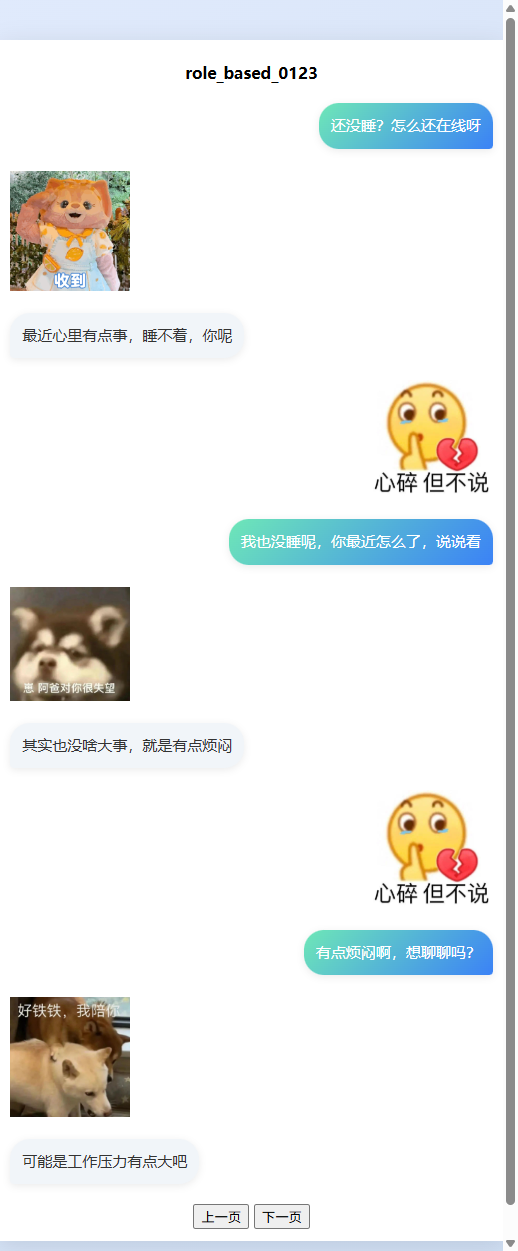 role_based_0123
还没睡？怎么还在线呀
收到
最近心里有点事，睡不着，你呢
心碎 但不说
我也没睡呢，你最近怎么了，说说看
崽 阿爸对你很失望
其实也没啥大事，就是有点烦闷
心碎 但不说
有点烦闷啊，想聊聊吗？
好铁铁，我陪你
可能是工作压力有点大吧
上一页 下一页